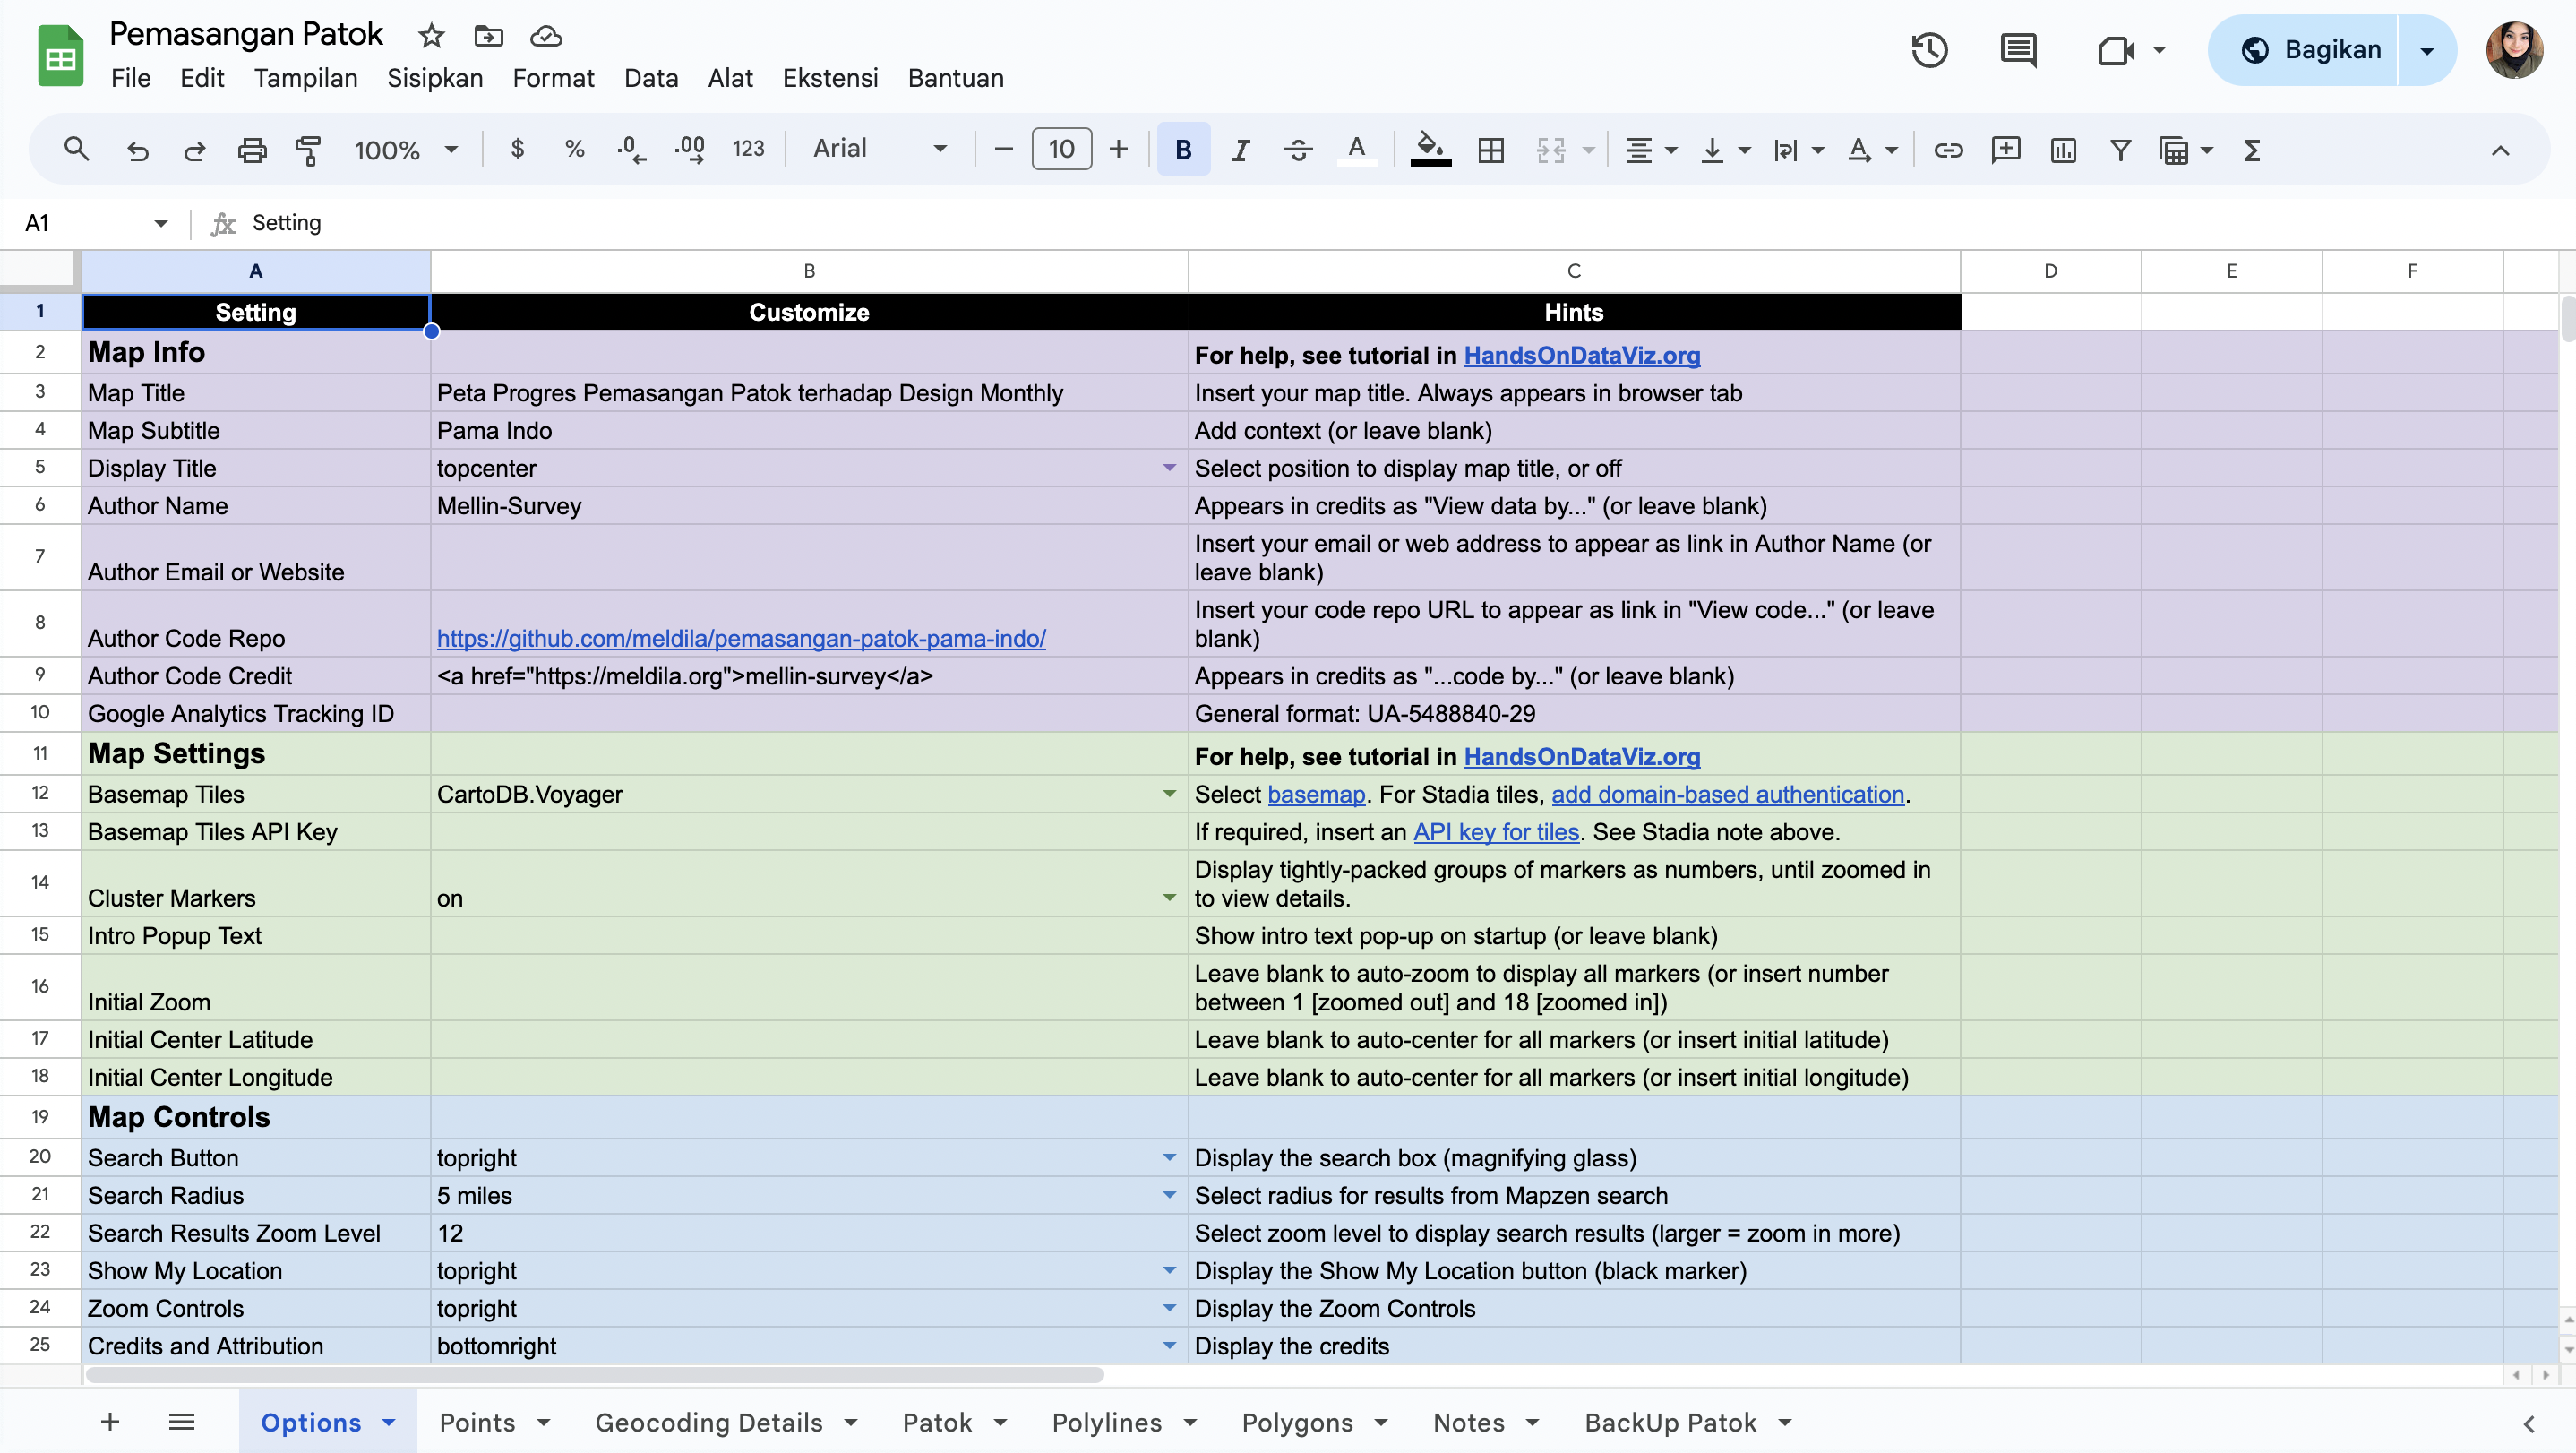 Pemasangan Patok
File Edit Tampilan Sisipkan Format Data Alat Ekstensi Bantuan
Bagikan
100% $ % .0 .00 123 Arial 10 B I A
A1 fx Setting
A B C D E F
1 Setting Customize Hints
2 Map Info For help, see tutorial in HandsOnDataViz.org
3 Map Title Peta Progres Pemasangan Patok terhadap Design Monthly Insert your map title. Always appears in browser tab
4 Map Subtitle Pama Indo Add context (or leave blank)
5 Display Title topcenter Select position to display map title, or off
6 Author Name Mellin-Survey Appears in credits as "View data by..." (or leave blank)
7 Author Email or Website Insert your email or web address to appear as link in Author Name (or
leave blank)
8 Author Code Repo https://github.com/meldila/pemasangan-patok-pama-indo/ Insert your code repo URL to appear as link in "View code..." (or leave
blank)
9 Author Code Credit <a href="https://meldila.org">mellin-survey</a> Appears in credits as "...code by..." (or leave blank)
10 Google Analytics Tracking ID General format: UA-5488840-29
11 Map Settings For help, see tutorial in HandsOnDataViz.org
12 Basemap Tiles CartoDB.Voyager Select basemap. For Stadia tiles, add domain-based authentication.
13 Basemap Tiles API Key If required, insert an API key for tiles. See Stadia note above.
14 Cluster Markers on Display tightly-packed groups of markers as numbers, until zoomed in
to view details.
15 Intro Popup Text Show intro text pop-up on startup (or leave blank)
16 Initial Zoom Leave blank to auto-zoom to display all markers (or insert number
between 1 [zoomed out] and 18 [zoomed in])
17 Initial Center Latitude Leave blank to auto-center for all markers (or insert initial latitude)
18 Initial Center Longitude Leave blank to auto-center for all markers (or insert initial longitude)
19 Map Controls
20 Search Button topright Display the search box (magnifying glass)
21 Search Radius 5 miles Select radius for results from Mapzen search
22 Search Results Zoom Level 12 Select zoom level to display search results (larger = zoom in more)
23 Show My Location topright Display the Show My Location button (black marker)
24 Zoom Controls topright Display the Zoom Controls
25 Credits and Attribution bottomright Display the credits
Options Points Geocoding Details Patok Polylines Polygons Notes BackUp Patok